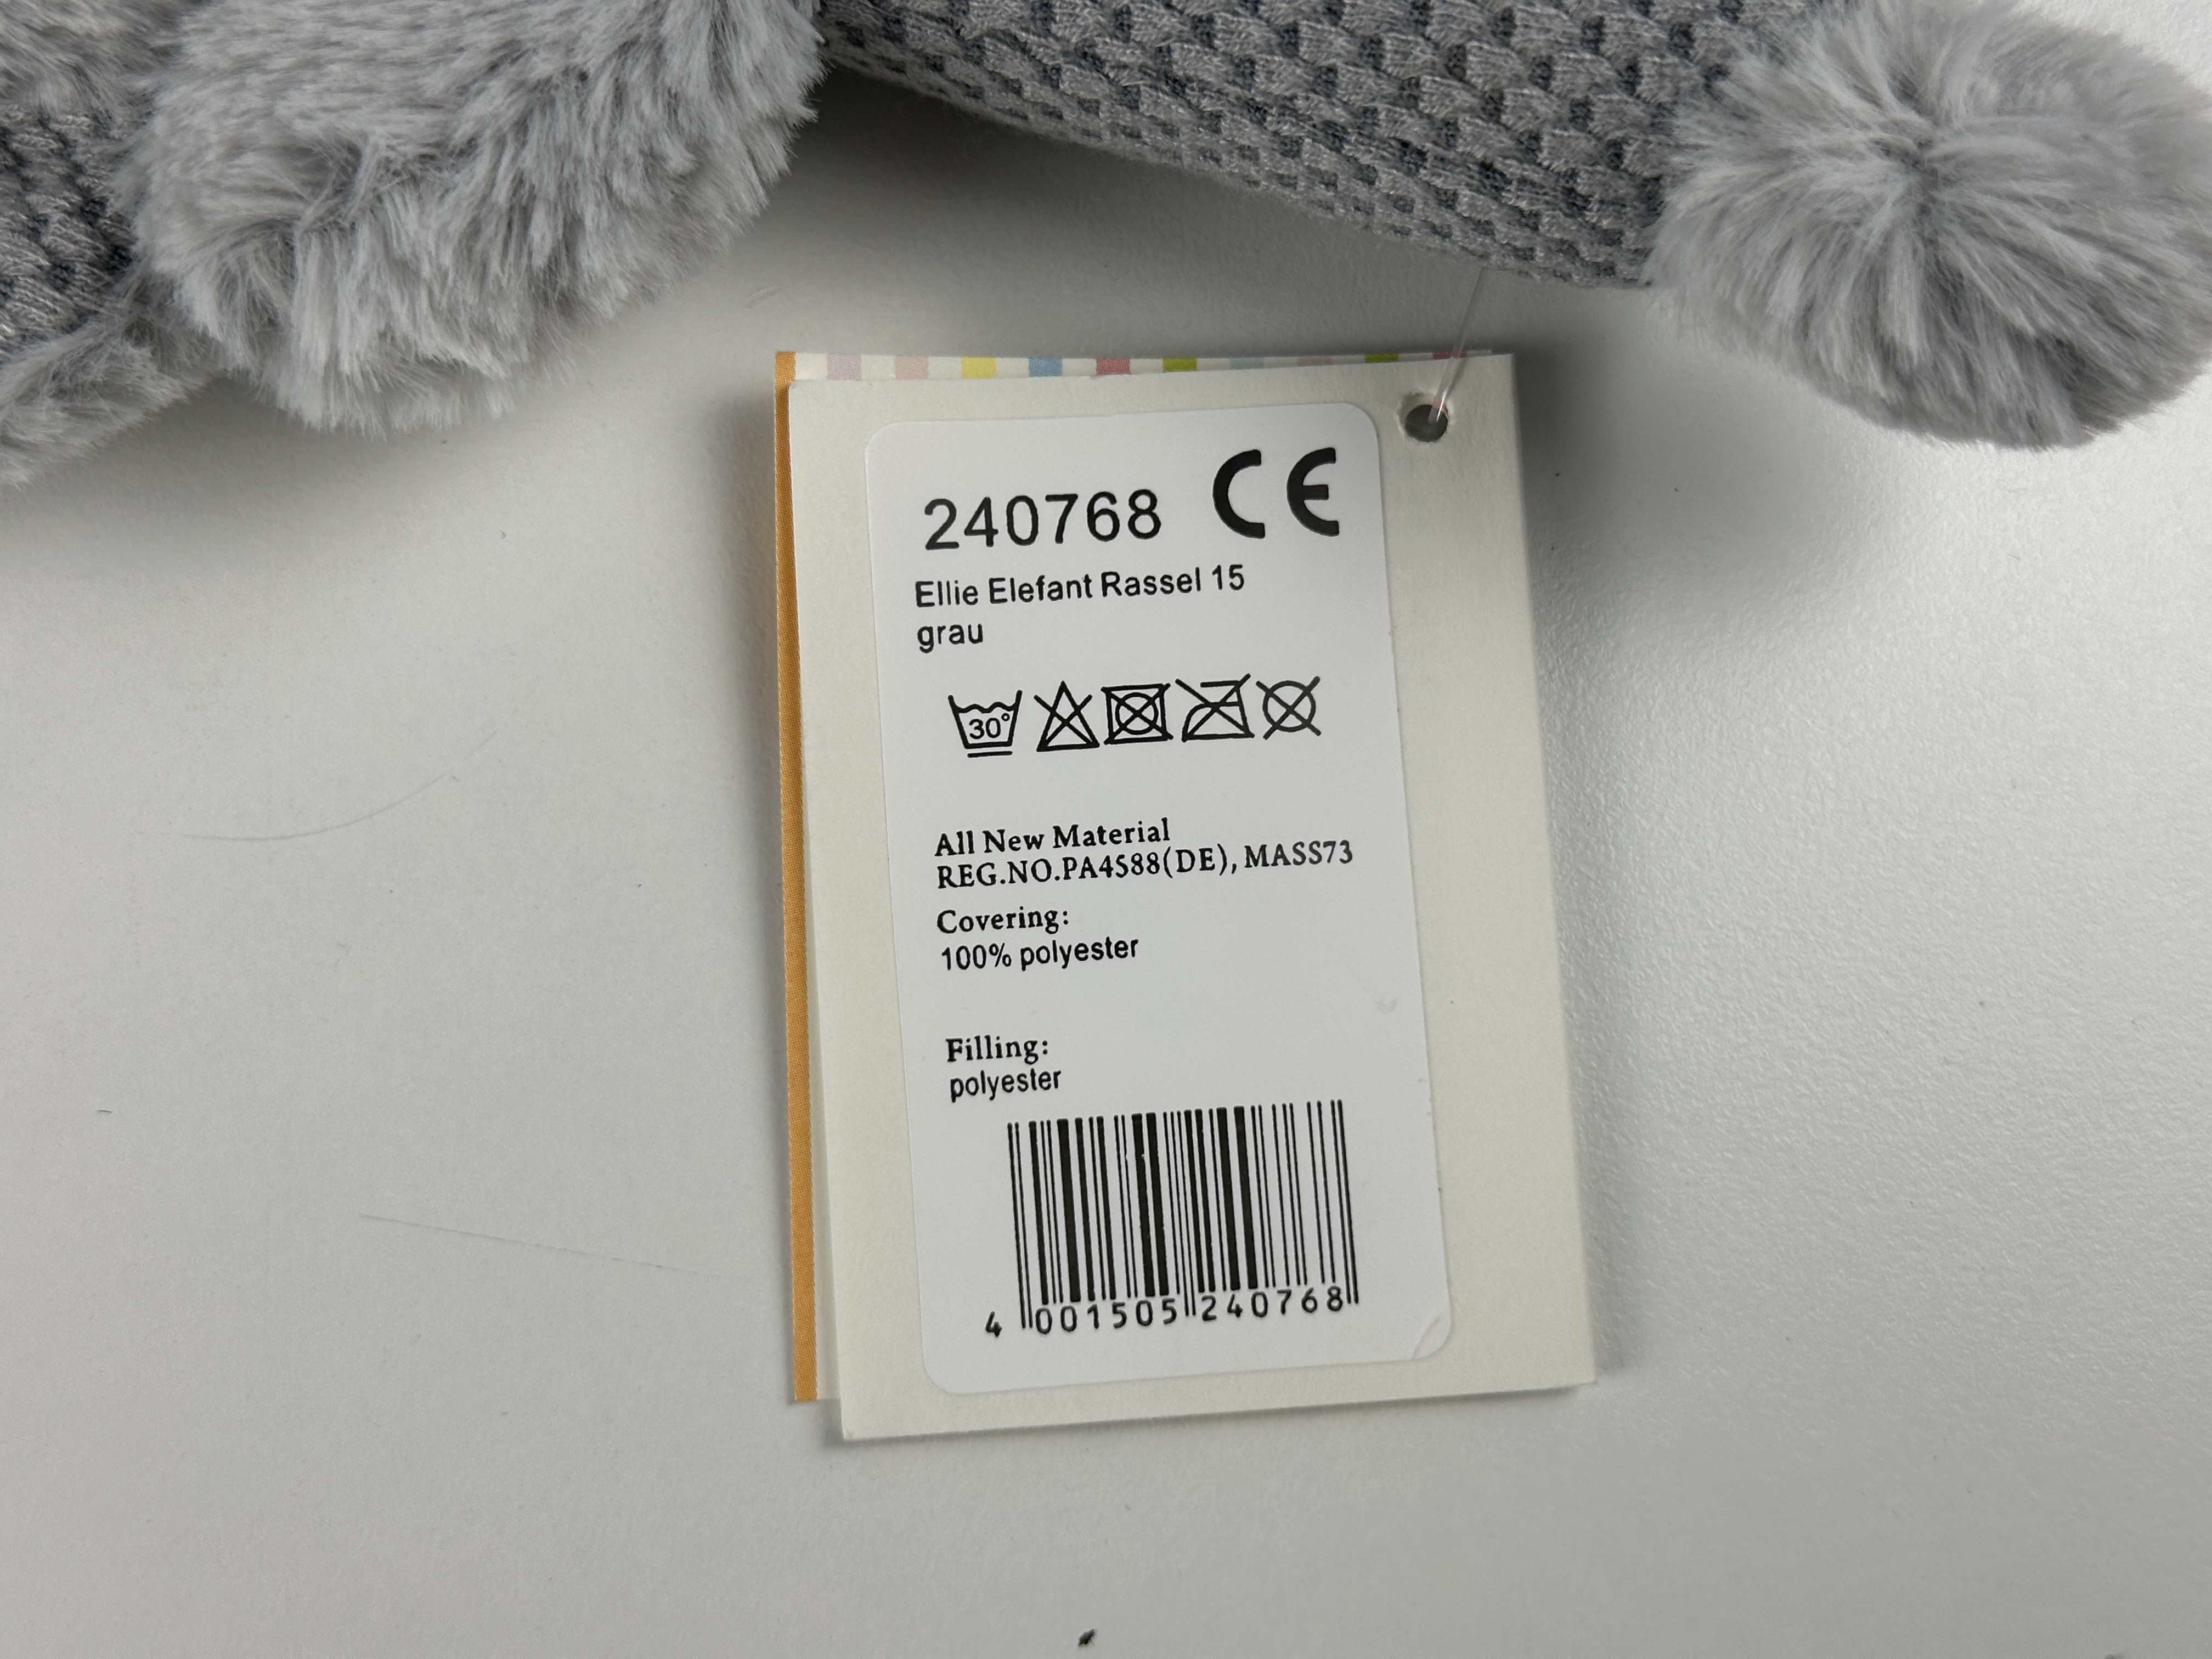 240768 CE
Ellie Elefant Rassel 15
grau
30°
All New Material
REG.NO.PA4588(DE), MASS73
Covering:
100% polyester
Filling:
polyester
4 001505 240768